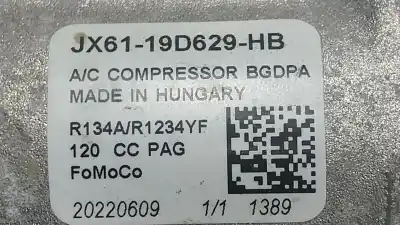 JX61-19D629-HB
A/C COMPRESSOR BGDPA
MADE IN HUNGARY
R134A/R1234YF
120 CC PAG
FoMoCo
20220609 1/1 1389